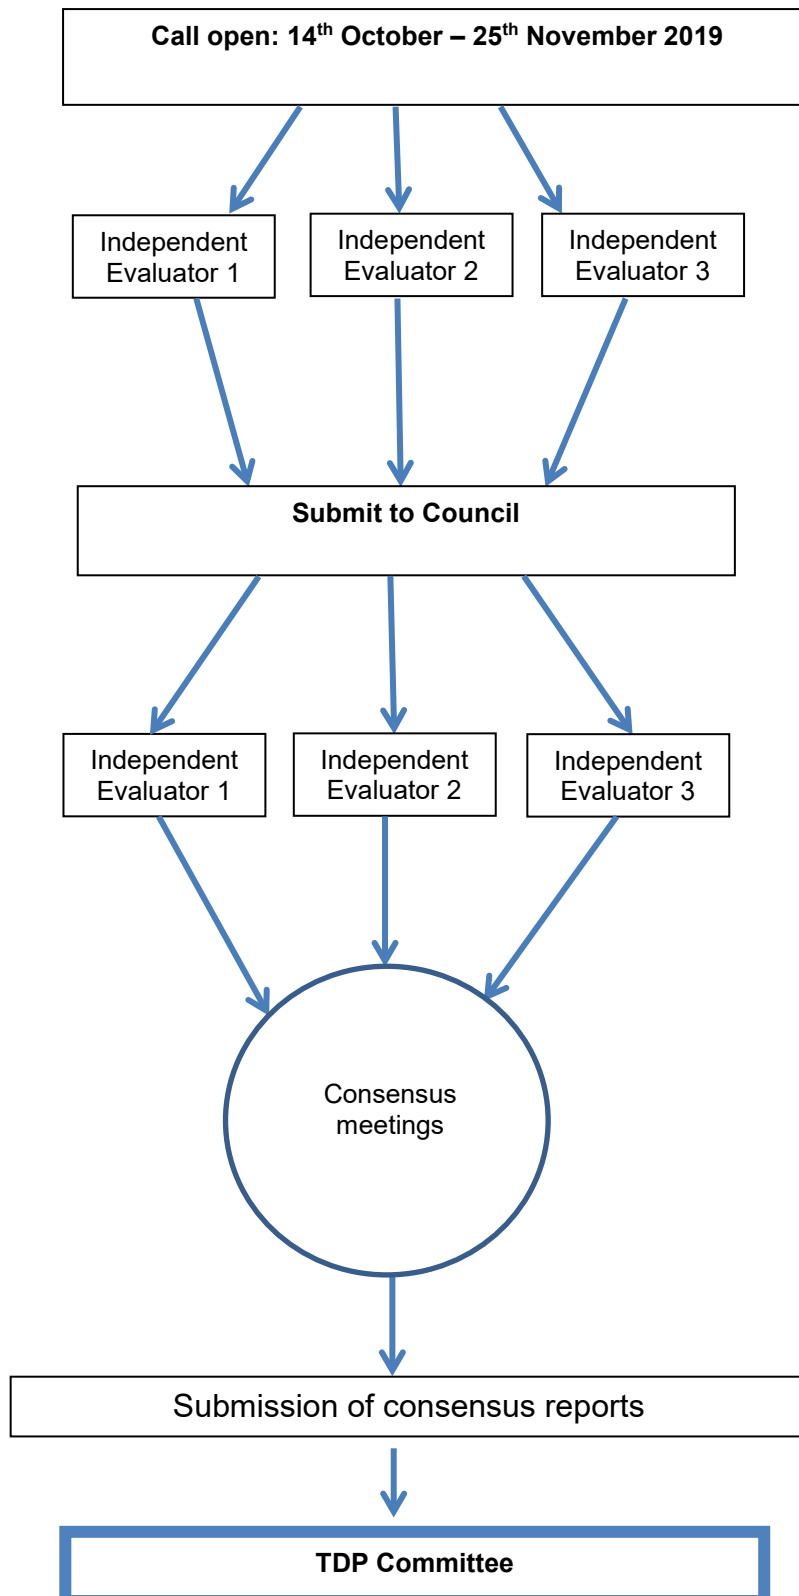 Call open: 14th October – 25th November 2019
Independent
Evaluator 1
Independent
Evaluator 2
Independent
Evaluator 3
Submit to Council
Independent
Evaluator 1
Independent
Evaluator 2
Independent
Evaluator 3
Consensus
meetings
Submission of consensus reports
TDP Committee